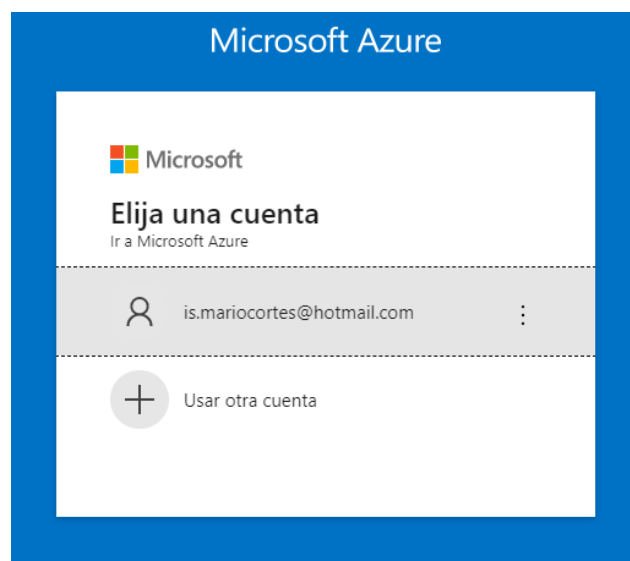 Microsoft Azure
Microsoft
Elija una cuenta
Ir a Microsoft Azure
is.mariocortes@hotmail.com
Usar otra cuenta